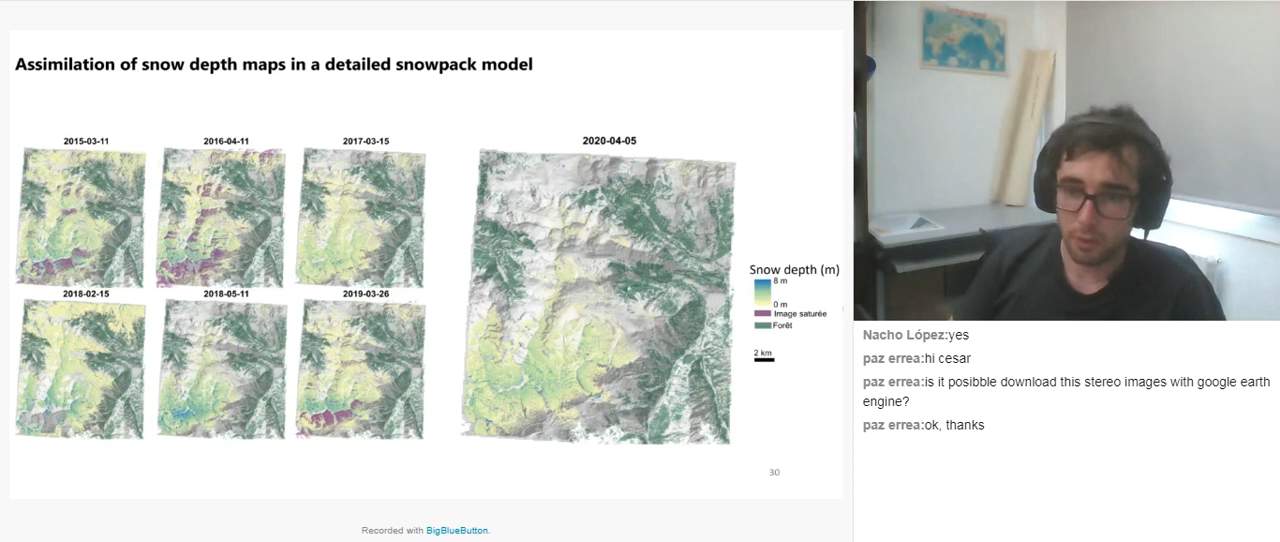 Assimilation of snow depth maps in a detailed snowpack model
2015-03-11
2016-04-11
2017-03-15
2020-04-05
2018-02-15
2018-05-11
2019-03-26
Snow depth (m)
8 m
0 m
Image saturée
Forêt
2 km
30
Recorded with BigBlueButton.
Nacho López:yes
paz errea:hi cesar
paz errea:is it posibble download this stereo images with google earth
engine?
paz errea:ok, thanks